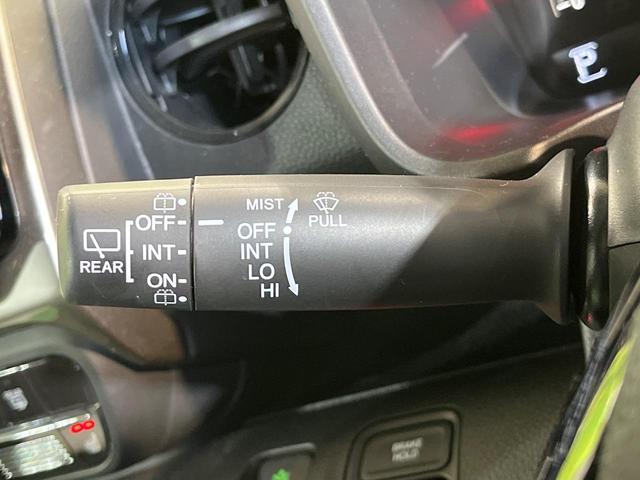 OFF
REAR
INT
ON
MIST
PULL
OFF
INT
LO
HI
BRAKE
HOLD